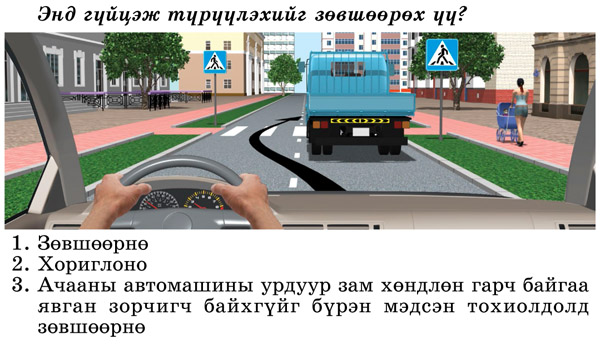 Энд гүйцэж түрүүлэхийг зөвшөөрөх үү?
1. Зөвшөөрнө
2. Хориглоно
3. Ачааны автомашины урдуур зам хөндлөн гарч байгаа
явган зорчигч байхгүйг бүрэн мэдсэн тохиолдолд
зөвшөөрнө